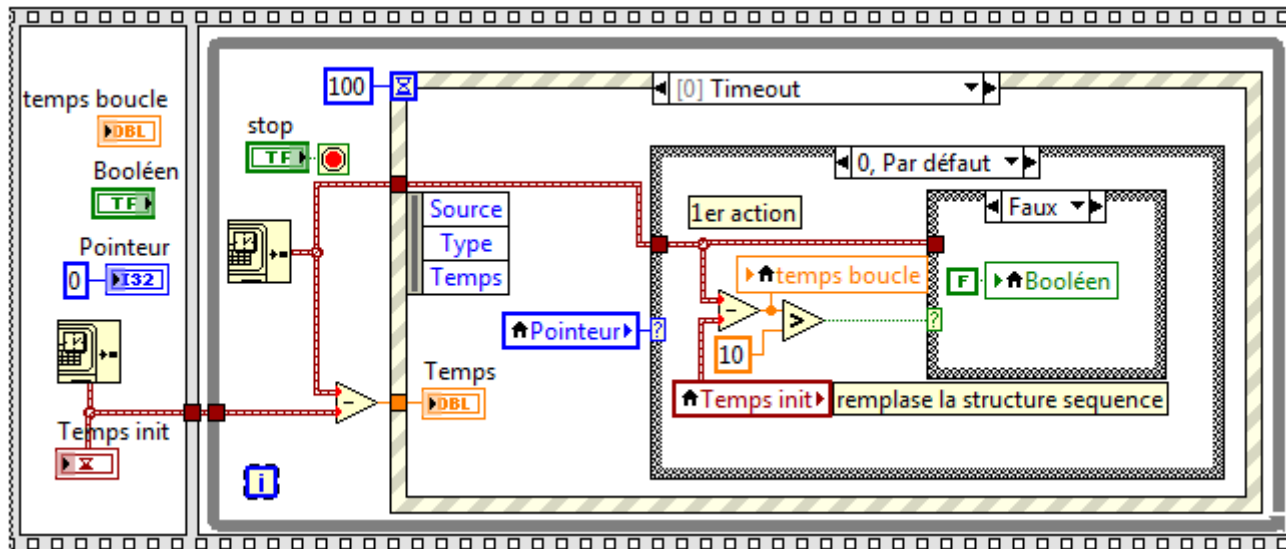 temps boucle
DBL
Booléen
TF
Pointeur
0
I32
Temps init
100
stop
TF
i
[0] Timeout
Source
Type
Temps
Temps
DBL
0, Par défaut
1er action
Pointeur
temps boucle
10
Temps init
remplase la structure sequence
Faux
F
Booléen